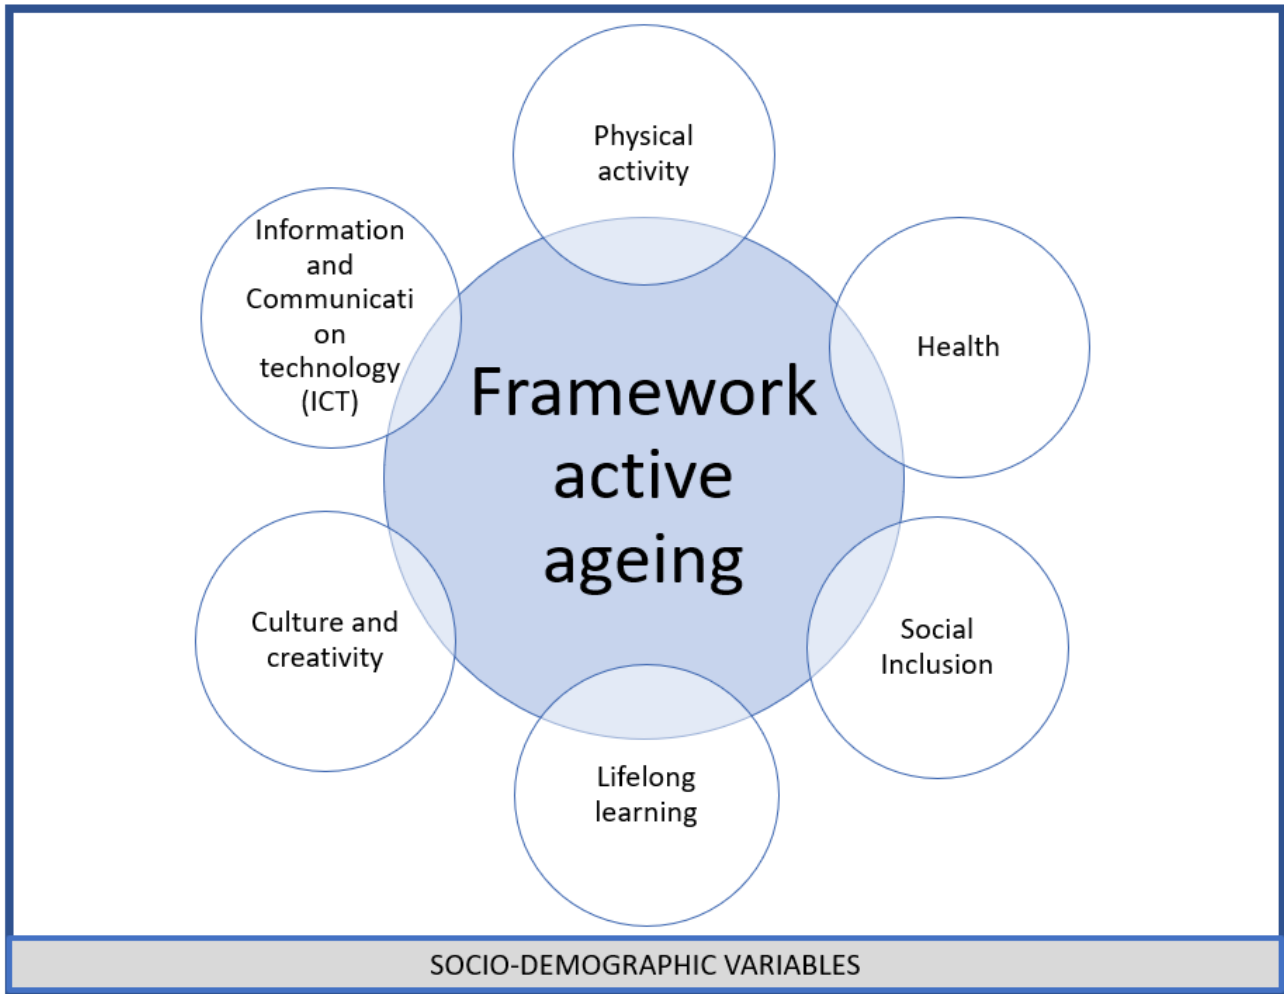 Physical
activity
Information
and
Communicati
on
technology
(ICT)
Health
Framework
active
ageing
Culture and
creativity
Social
Inclusion
Lifelong
learning
SOCIO-DEMOGRAPHIC VARIABLES